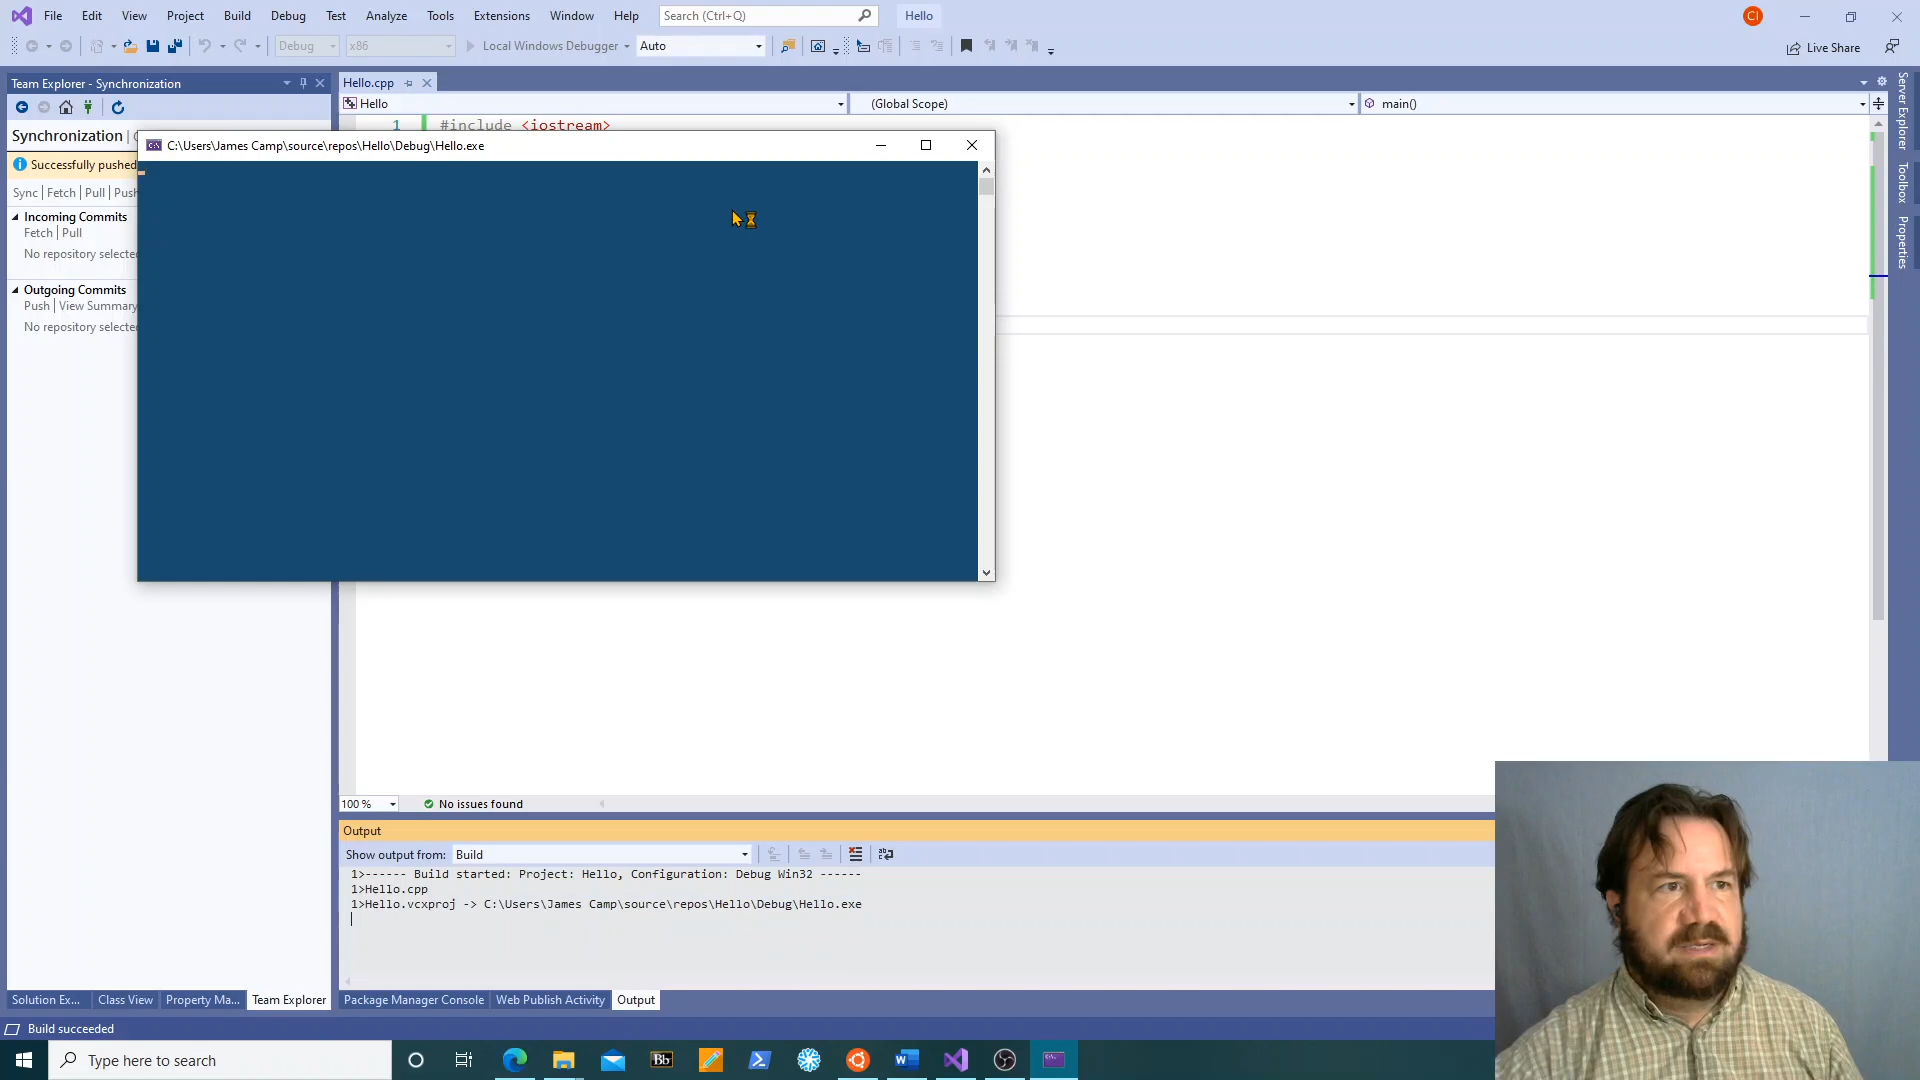 File Edit View Project Build Debug Test Analyze Tools Extensions Window Help Search (Ctrl+Q) Hello CI
Debug x86 Local Windows Debugger Auto Live Share
Team Explorer - Synchronization
Hello.cpp
Hello (Global Scope) main()
Synchronization |
1 #include <iostream>
C:\Users\James Camp\source\repos\Hello\Debug\Hello.exe
Successfully pushed
Sync | Fetch | Pull | Push
Incoming Commits
Fetch | Pull
No repository selected
Outgoing Commits
Push | View Summary
No repository selected
Server Explorer
Toolbox
Properties
100 % No issues found
Output
Show output from: Build
1>------ Build started: Project: Hello, Configuration: Debug Win32 ------
1>Hello.cpp
1>Hello.vcxproj -> C:\Users\James Camp\source\repos\Hello\Debug\Hello.exe
Solution Ex... Class View Property Ma... Team Explorer Package Manager Console Web Publish Activity Output
Build succeeded
Type here to search Bb